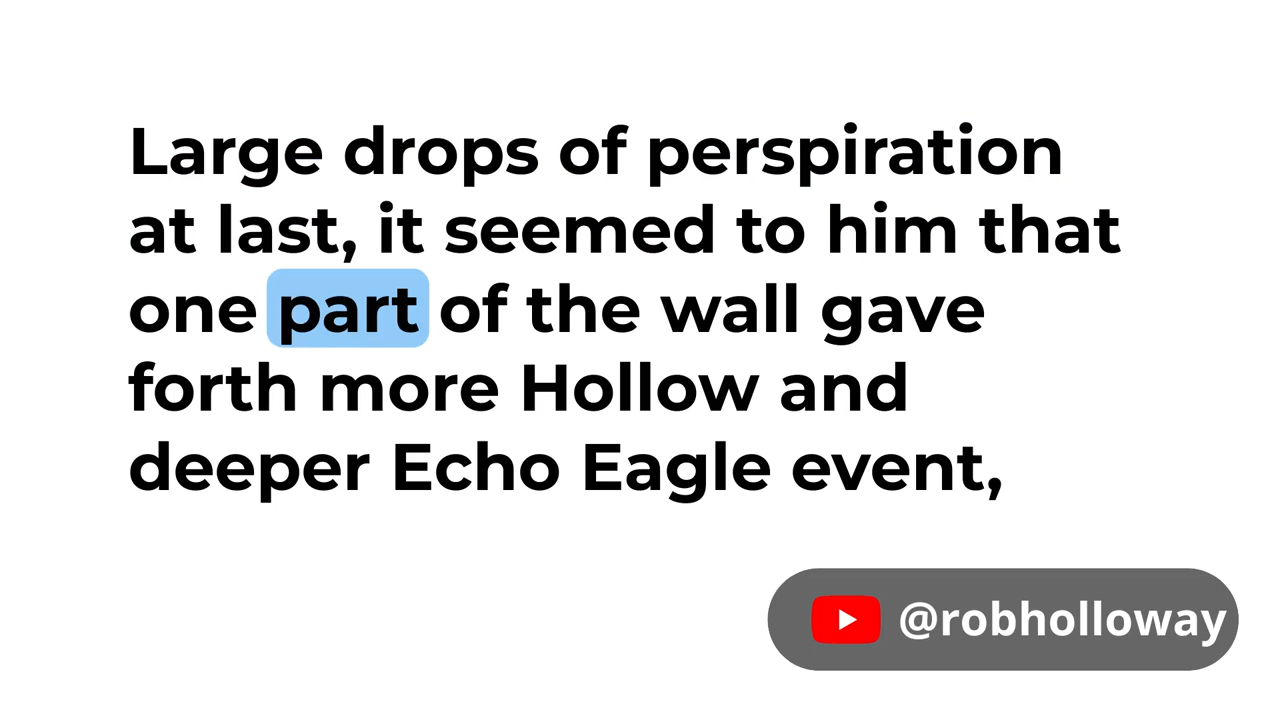 Large drops of perspiration
at last, it seemed to him that
one part of the wall gave
forth more Hollow and
deeper Echo Eagle event,
@robholloway